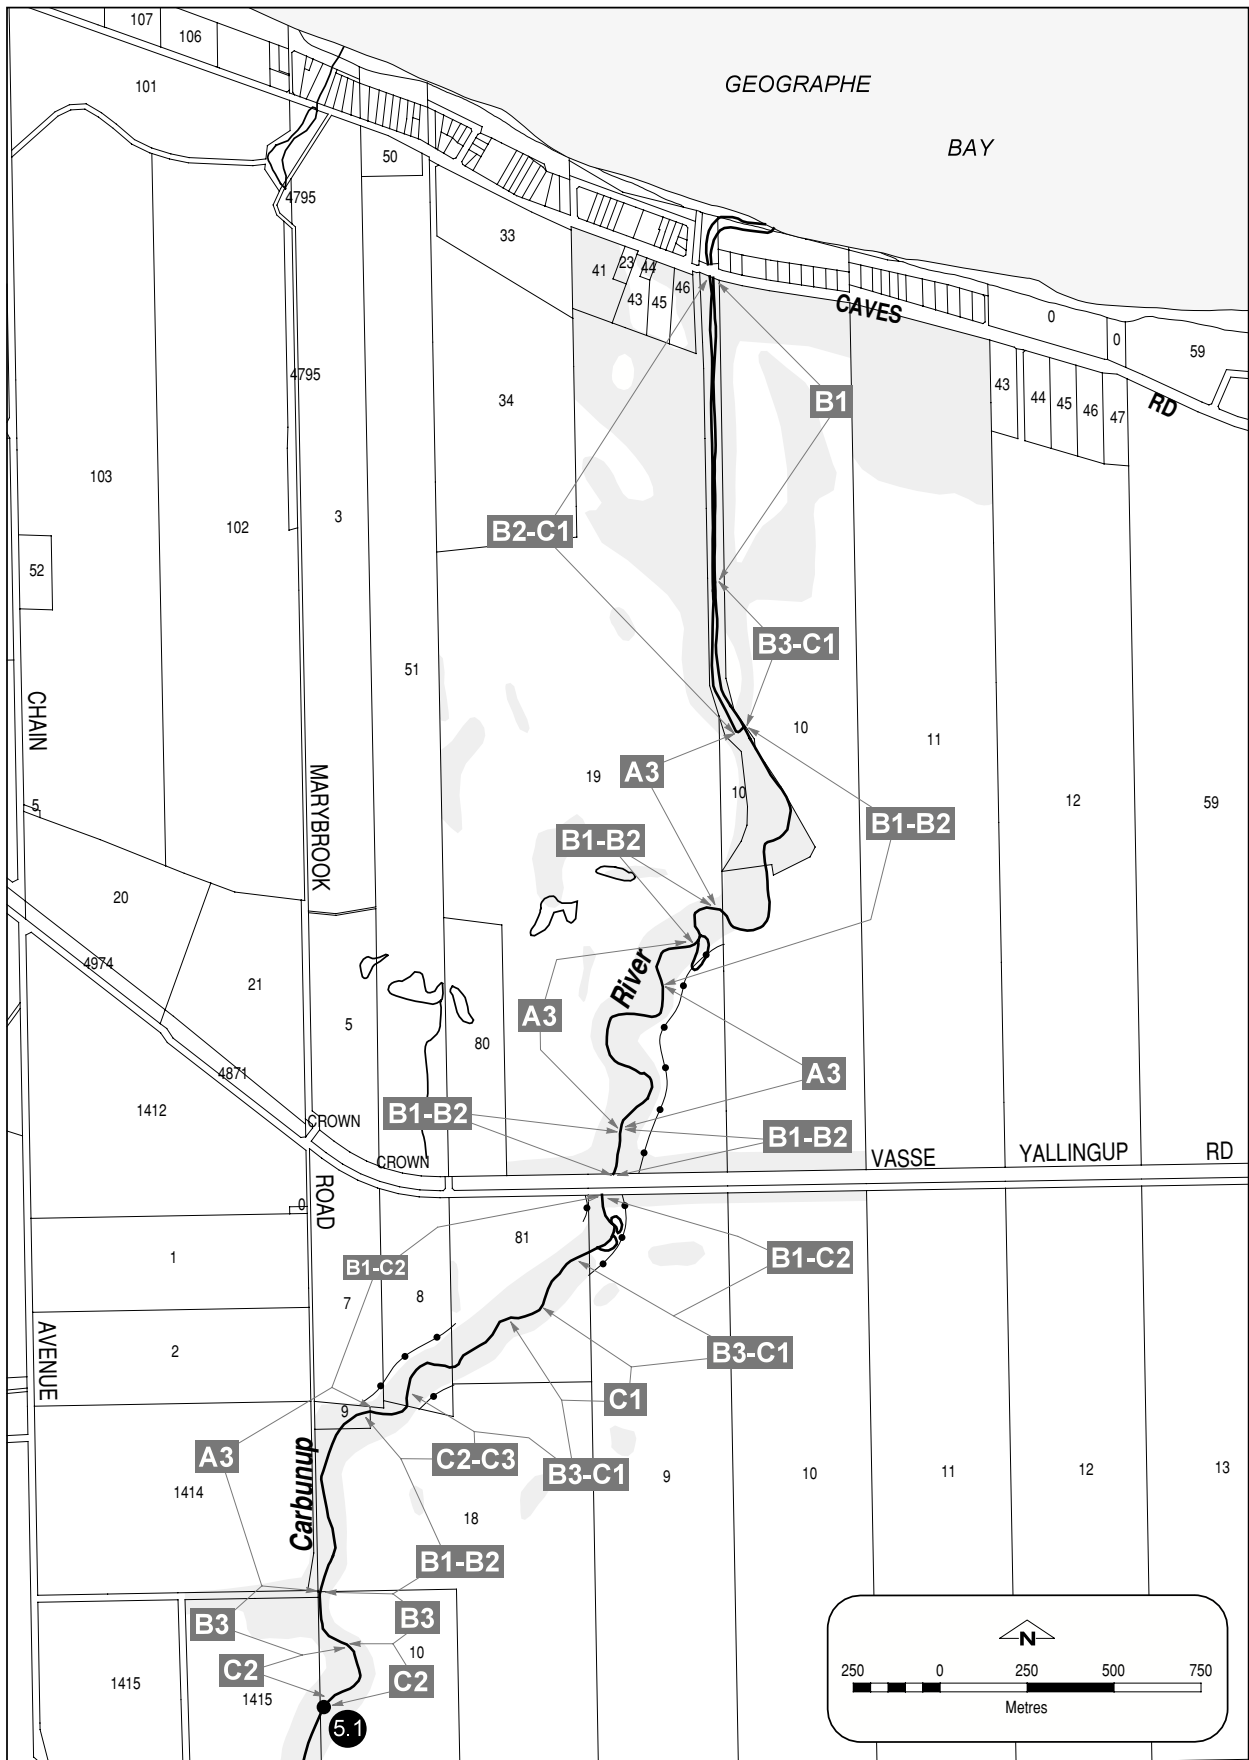 107
106
GEOGRAPHE
101
BAY
50
4795
33
41
23
44
46
43
45
CAVES
0
0
59
4795
B1
43
34
44
45
46
47
RD
103
102
3
B2-C1
52
B3-C1
51
CHAIN
10
11
A3
19
MARYBROOK
10
12
59
5
B1-B2
B1-B2
20
4974
River
21
A3
5
80
4871
A3
1412
B1-B2
CROWN
B1-B2
VASSE
YALLINGUP
RD
CROWN
ROAD
0
81
1
B1-C2
B1-C2
7
8
AVENUE
2
B3-C1
C1
9
A3
C2-C3
B3-C1
Carbunup
9
10
11
12
13
1414
18
B1-B2
B3
B3
N
10
C2
C2
1415
1415
250
0
250
500
750
Metres
5.1